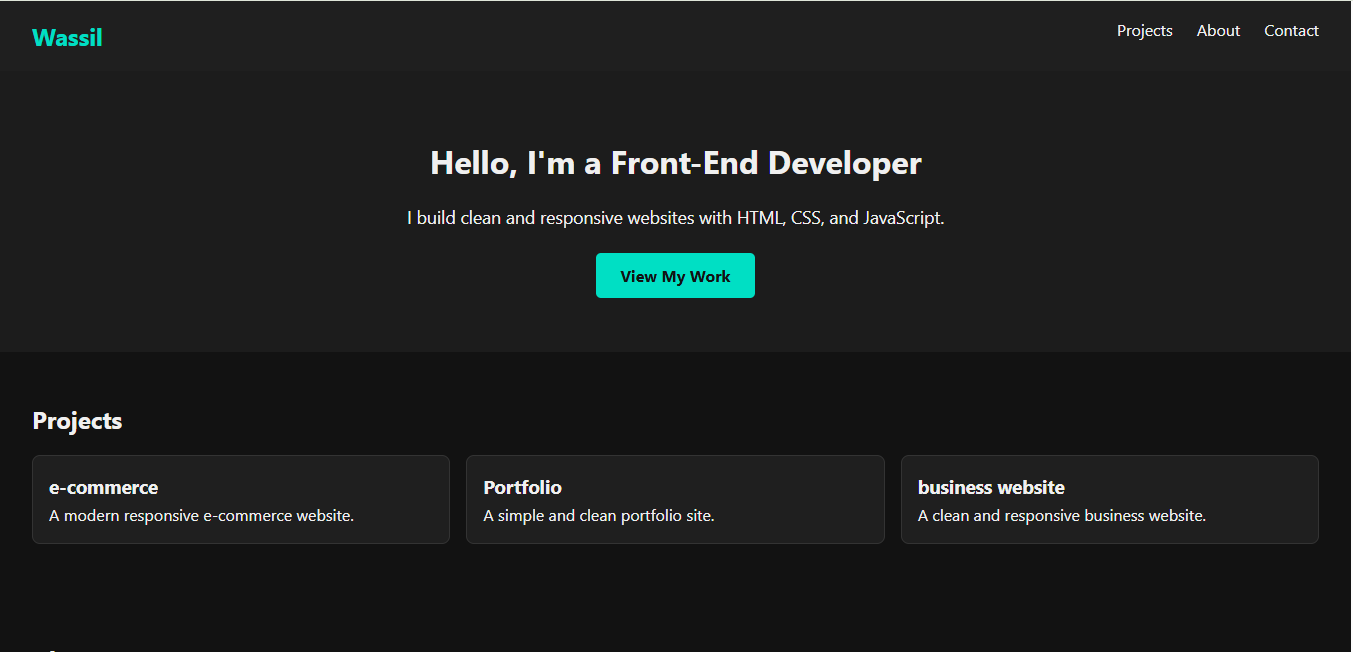 Wassil
Projects
About
Contact
Hello, I'm a Front-End Developer
I build clean and responsive websites with HTML, CSS, and JavaScript.
View My Work
Projects
e-commerce
A modern responsive e-commerce website.
Portfolio
A simple and clean portfolio site.
business website
A clean and responsive business website.